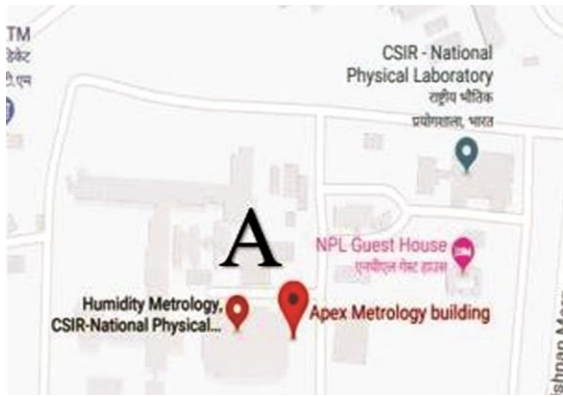 TM
CSIR - National
Physical Laboratory
राष्ट्रीय भौतिक
प्रयोगशाला, भारत
A
NPL Guest House
एनपीएल गेस्ट हाउस
Humidity Metrology,
CSIR-National Physical...
Apex Metrology building